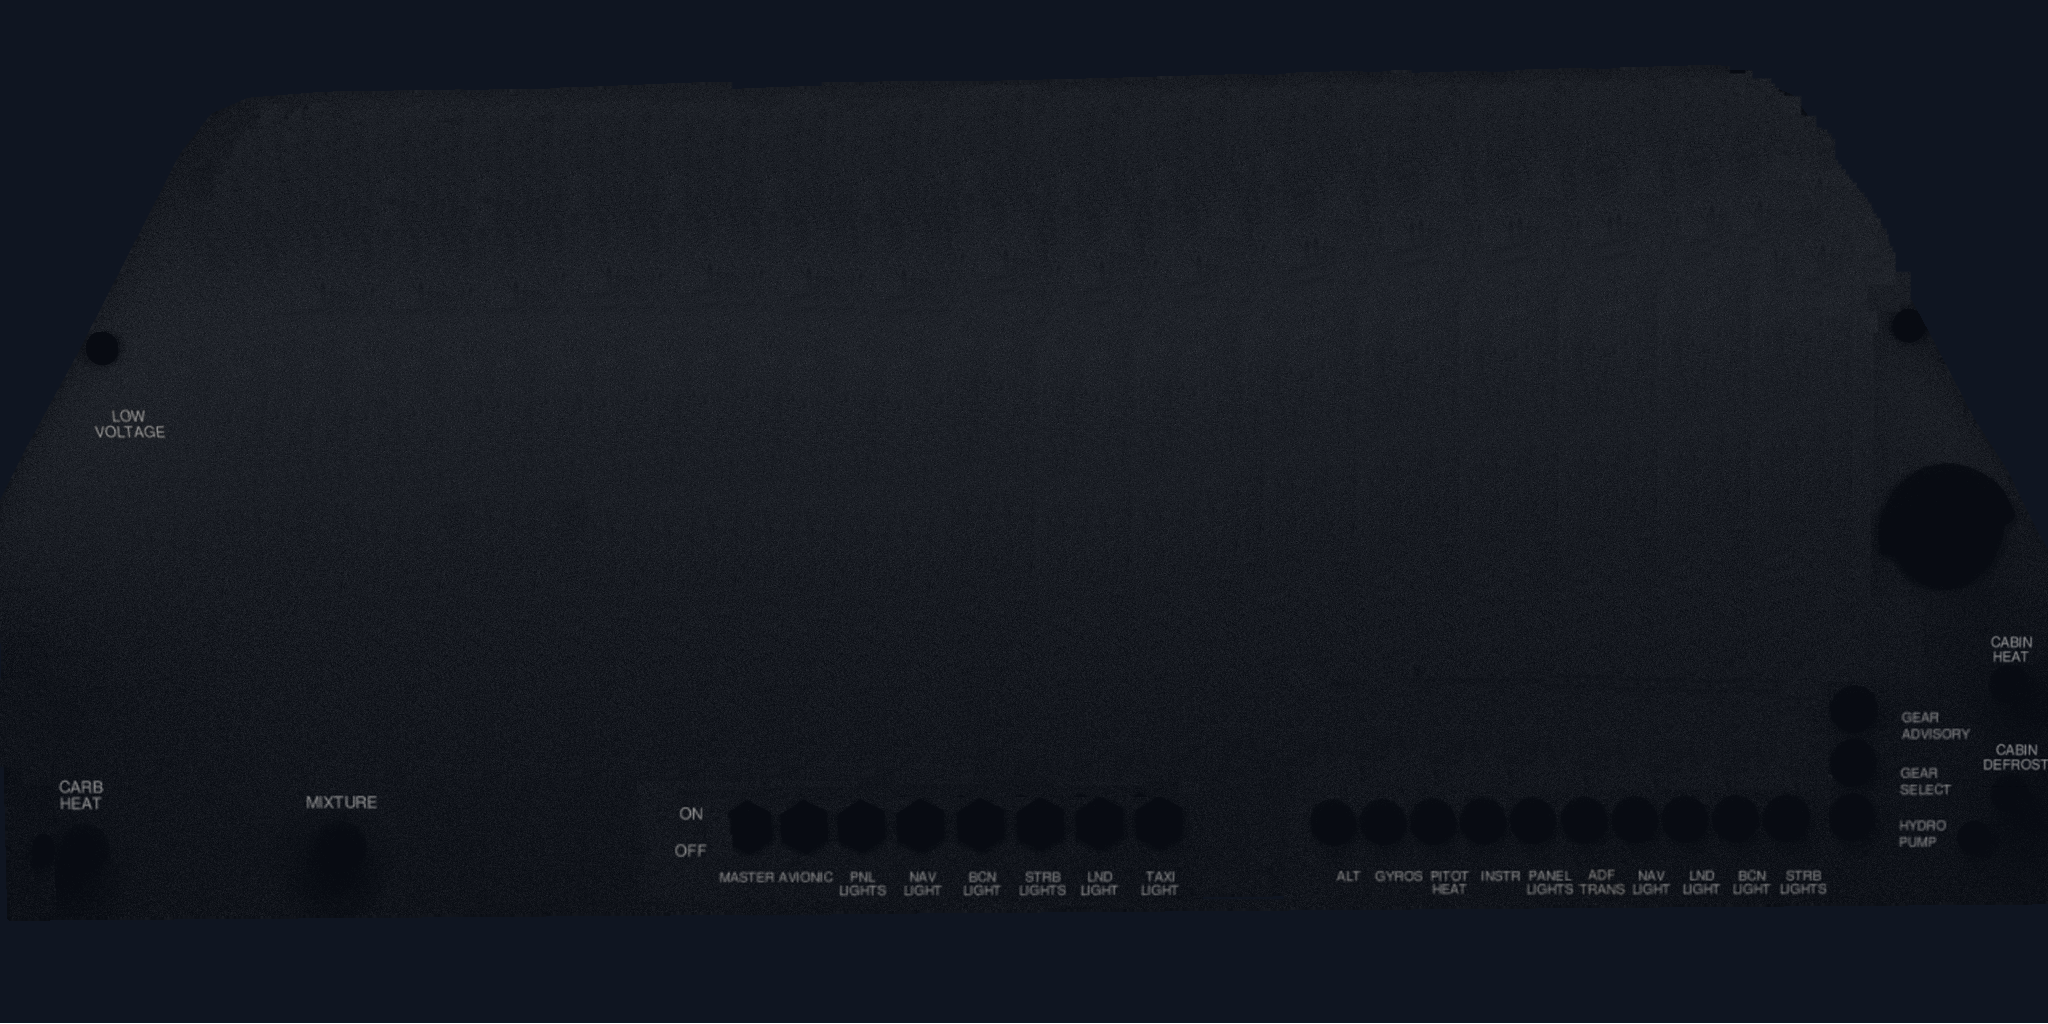 LOW
VOLTAGE
CABIN
HEAT
GEAR
ADVISORY
CABIN
DEFROST
GEAR
SELECT
HYDRO
PUMP
CARB
HEAT
MIXTURE
ON
OFF
MASTER AVIONIC PNL NAV BCN STRB LND TAXI
LIGHTS LIGHT LIGHT LIGHTS LIGHT LIGHT
ALT GYROS PITOT INSTR PANEL ADF NAV LND BCN STRB
HEAT LIGHTS TRANS LIGHT LIGHT LIGHT LIGHTS